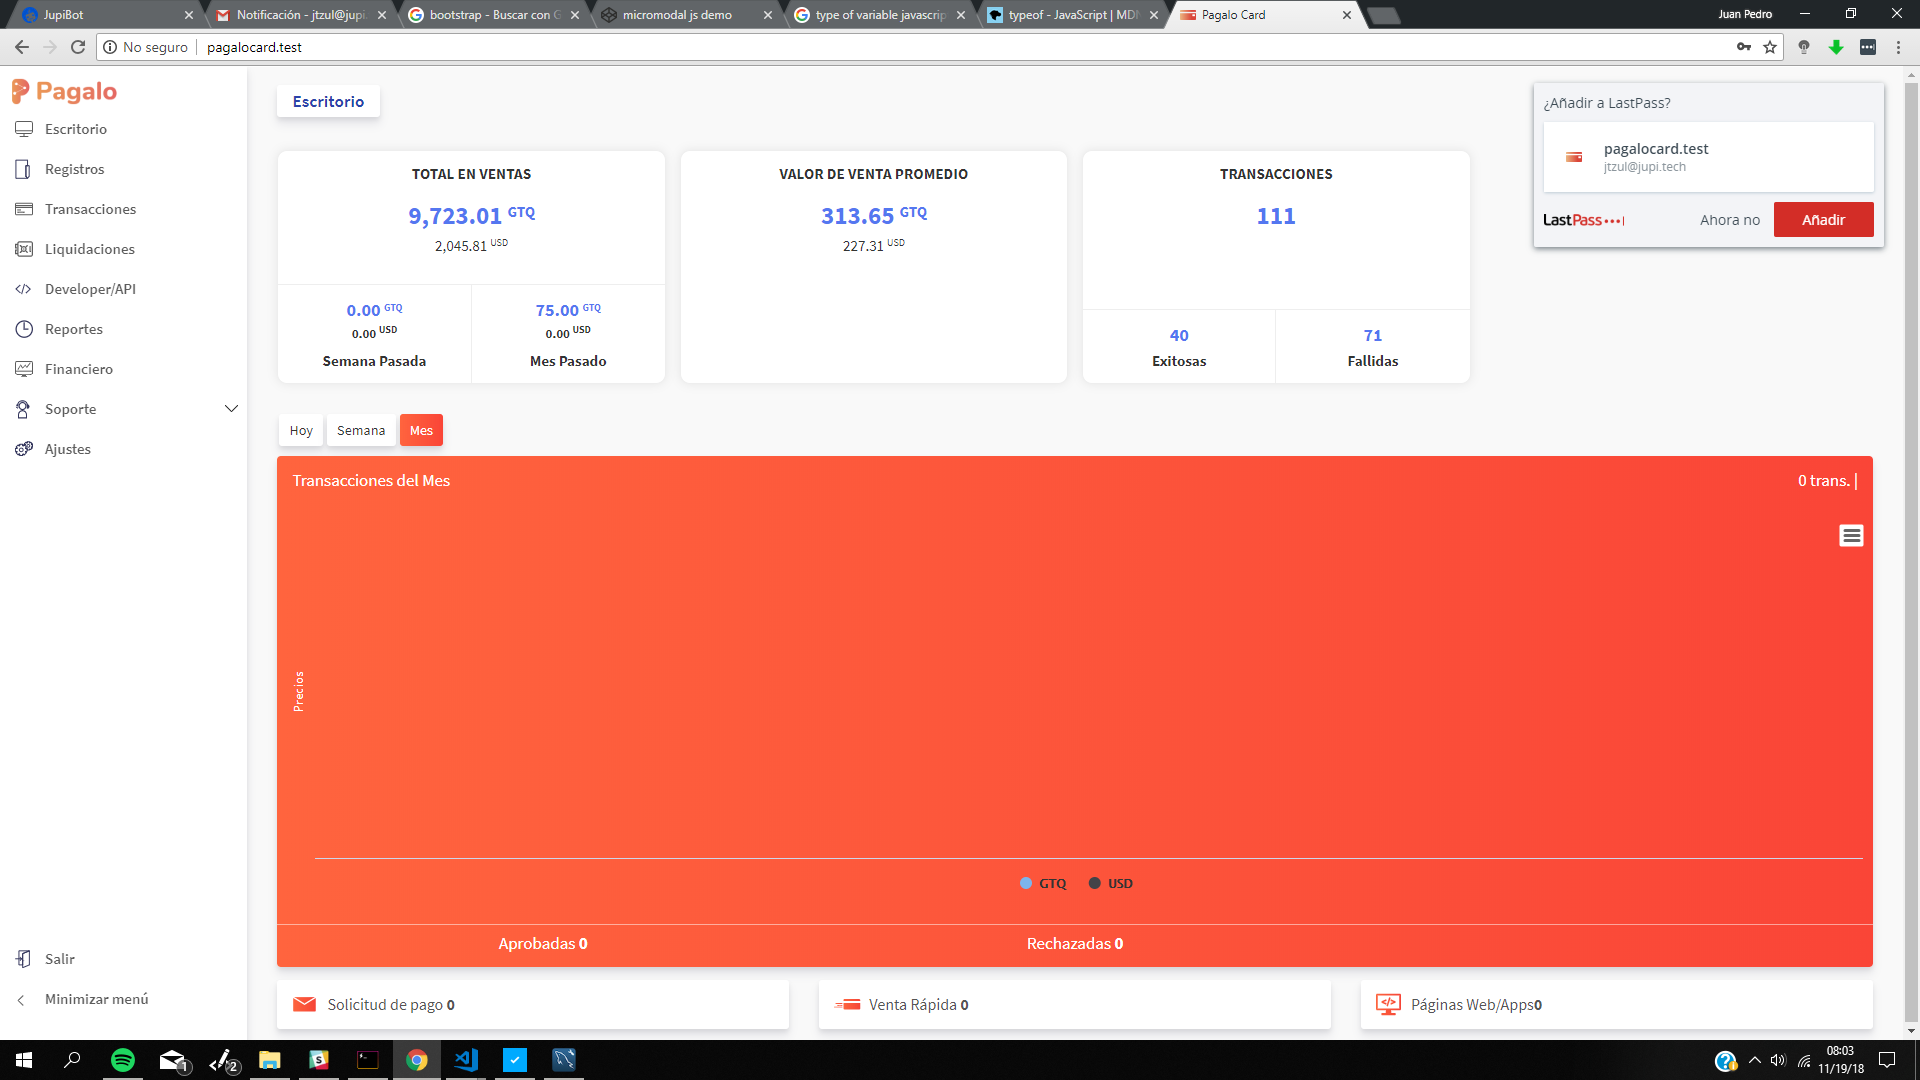 JupiBot
Notificación - jtzul@jupi.
bootstrap - Buscar con G
micromodal js demo
type of variable javascrip
typeof - JavaScript | MDN
Pagalo Card
Juan Pedro
No seguro
pagalocard.test
Pagalo
Escritorio
Registros
Transacciones
Liquidaciones
Developer/API
Reportes
Financiero
Soporte
Ajustes
Salir
Minimizar menú
Escritorio
TOTAL EN VENTAS
9,723.01 GTQ
2,045.81 USD
0.00 GTQ
0.00 USD
Semana Pasada
75.00 GTQ
0.00 USD
Mes Pasado
VALOR DE VENTA PROMEDIO
313.65 GTQ
227.31 USD
TRANSACCIONES
111
40
Exitosas
71
Fallidas
¿Añadir a LastPass?
pagalocard.test
jtzul@jupi.tech
LastPass
Ahora no
Añadir
Hoy
Semana
Mes
Transacciones del Mes
0 trans. |
Precios
GTQ
USD
Aprobadas 0
Rechazadas 0
Solicitud de pago 0
Venta Rápida 0
Páginas Web/Apps0
1
2
08:03
11/19/18